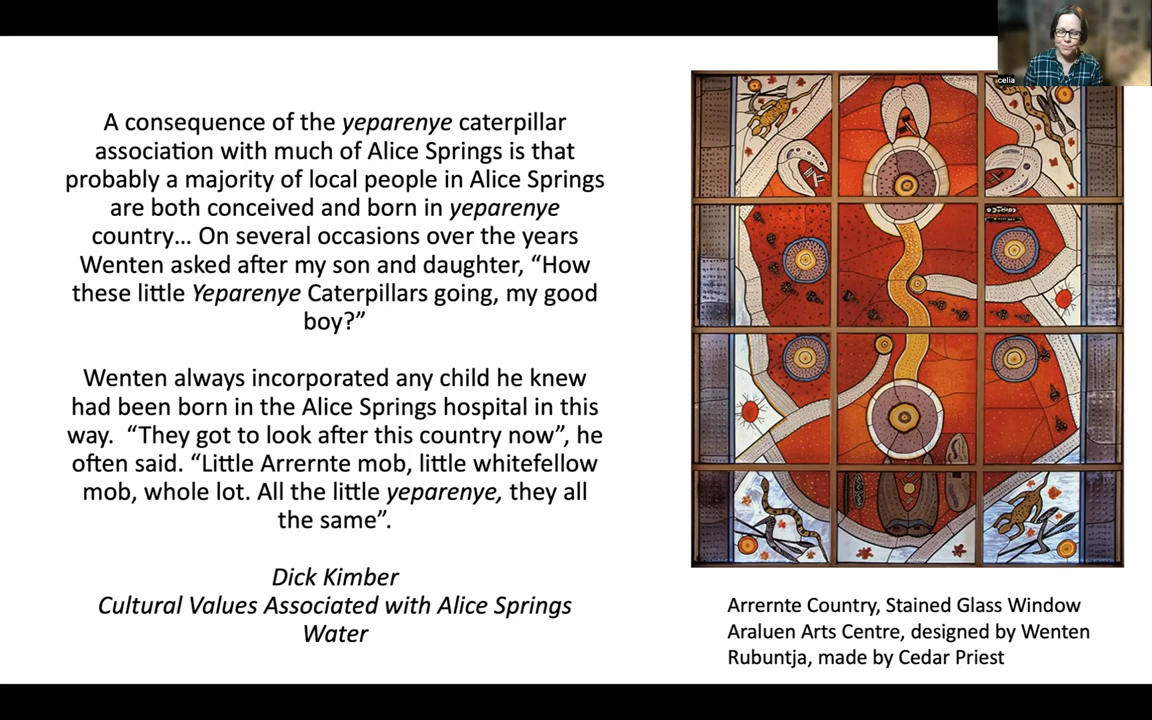 celia
A consequence of the yeparenye caterpillar
association with much of Alice Springs is that
probably a majority of local people in Alice Springs
are both conceived and born in yeparenye
country… On several occasions over the years
Wenten asked after my son and daughter, “How
these little Yeparenye Caterpillars going, my good
boy?”
Wenten always incorporated any child he knew
had been born in the Alice Springs hospital in this
way.  “They got to look after this country now”, he
often said. “Little Arrernte mob, little whitefellow
mob, whole lot. All the little yeparenye, they all
the same”.
Dick Kimber
Cultural Values Associated with Alice Springs
Water
Arrernte Country, Stained Glass Window
Araluen Arts Centre, designed by Wenten
Rubuntja, made by Cedar Priest